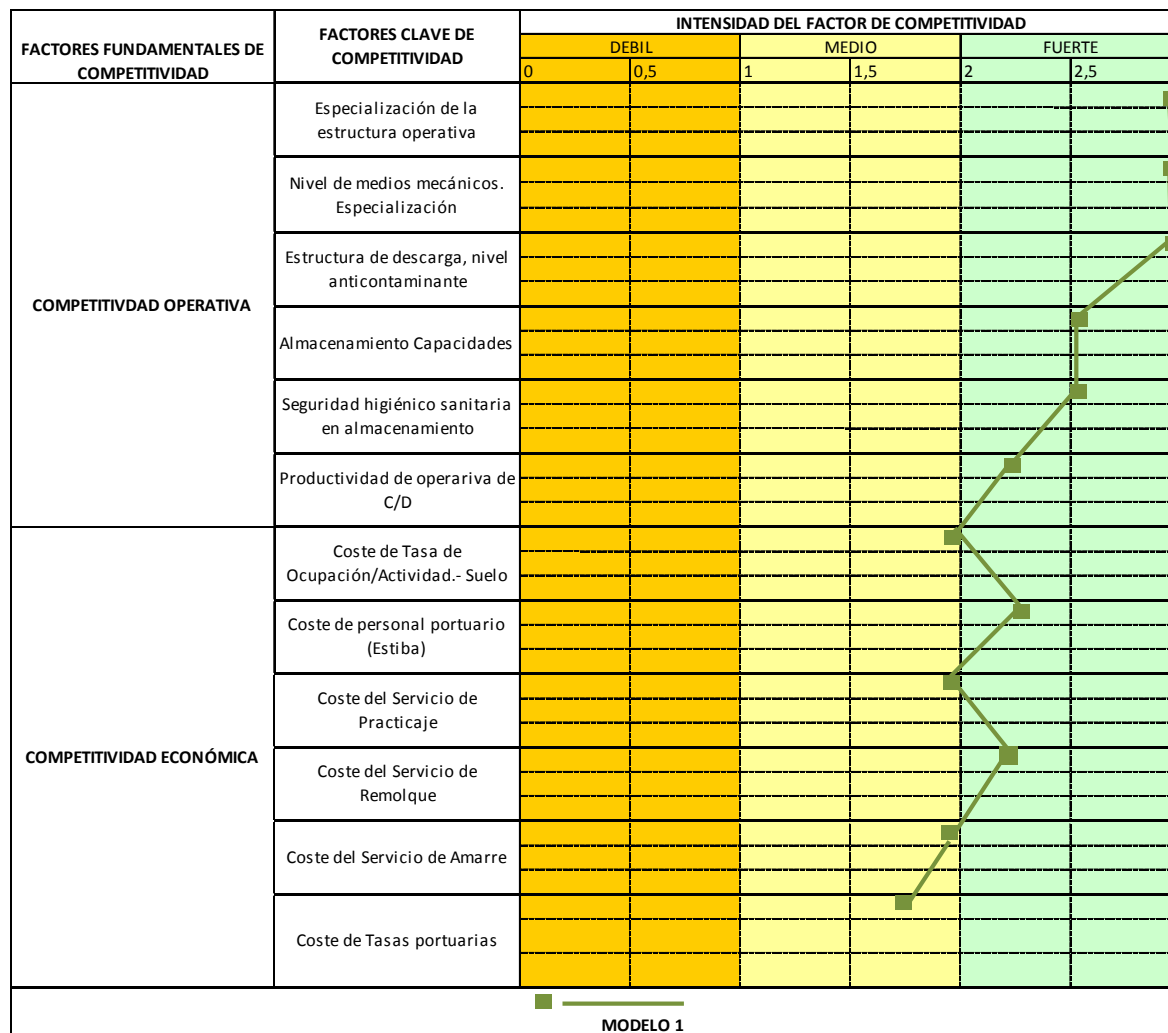 FACTORES FUNDAMENTALES DE
COMPETITIVIDAD
FACTORES CLAVE DE
COMPETITIVIDAD
INTENSIDAD DEL FACTOR DE COMPETITIVIDAD
DEBIL
MEDIO
FUERTE
0
0,5
1
1,5
2
2,5
COMPETITIVDAD OPERATIVA
Especialización de la
estructura operativa
Nivel de medios mecánicos.
Especialización
Estructura de descarga, nivel
anticontaminante
Almacenamiento Capacidades
Seguridad higiénico sanitaria
en almacenamiento
Productividad de operariva de
C/D
COMPETITIVIDAD ECONÓMICA
Coste de Tasa de
Ocupación/Actividad.- Suelo
Coste de personal portuario
(Estiba)
Coste del Servicio de
Practicaje
Coste del Servicio de
Remolque
Coste del Servicio de Amarre
Coste de Tasas portuarias
MODELO 1